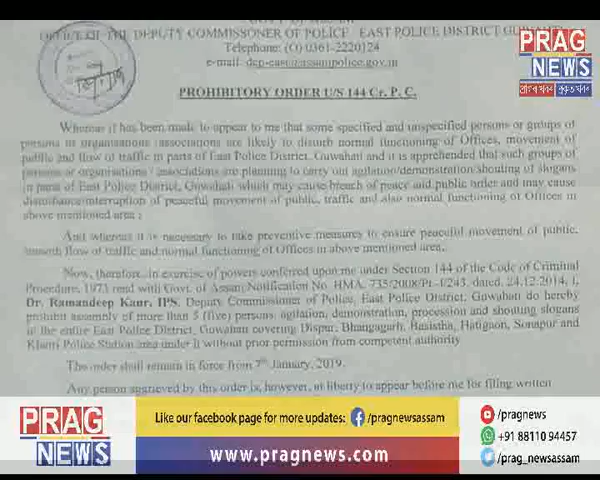 GOVT. OF ASSAM
OFFICE OF THE DEPUTY COMMISSIONER OF POLICE EAST POLICE DISTRICT GUWAHATI
Telephone: (O) 0361-2220124
e-mail: dcp-east@assampolice.gov.in
PRAG
NEWS
PROHIBITORY ORDER U/S 144 Cr. P. C.
Whereas it has been made to appear to me that some specified and unspecified persons or groups of
persons in organisations /associations are likely to disturb normal functioning of Offices, movement of
public and flow of traffic in parts of East Police District, Guwahati and it is apprehended that such groups of
persons or organisations / associations are planning to carry out agitation/demonstration/shouting of slogans
in parts of East Police District, Guwahati which may cause breach of peace and public order and may cause
disturbance/interruption of peaceful movement of public, traffic and also normal functioning of Offices in
above mentioned area ;
And whereas it is necessary to take preventive measures to ensure peaceful movement of public,
smooth flow of traffic and normal functioning of Offices in above mentioned area,
Now, therefore, in exercise of powers conferred upon me under Section 144 of the Code of Criminal
Procedure, 1973 read with Govt. of Assam Notification No. HMA. 735/2008/Pt-I/243, dated. 24.12.2014, I,
Dr. Ramandeep Kaur, IPS, Deputy Commissioner of Police, East Police District, Guwahati do hereby
prohibit assembly of more than 5 (five) persons, agitation, demonstration, procession and shouting slogans
in the entire East Police District, Guwahati covering Dispur, Bhangagarh, Basistha, Hatigaon, Sonapur and
Khetri Police Station area under it without prior permission from competent authority
The order shall remain in force from 7th January, 2019.
Any person aggrieved by this order is, however, at liberty to appear before me for filing written
PRAG
NEWS
Like our facebook page for more updates: /pragnewsassam
www.pragnews.com
/pragnews
+91 88110 94457
/prag_newsassam